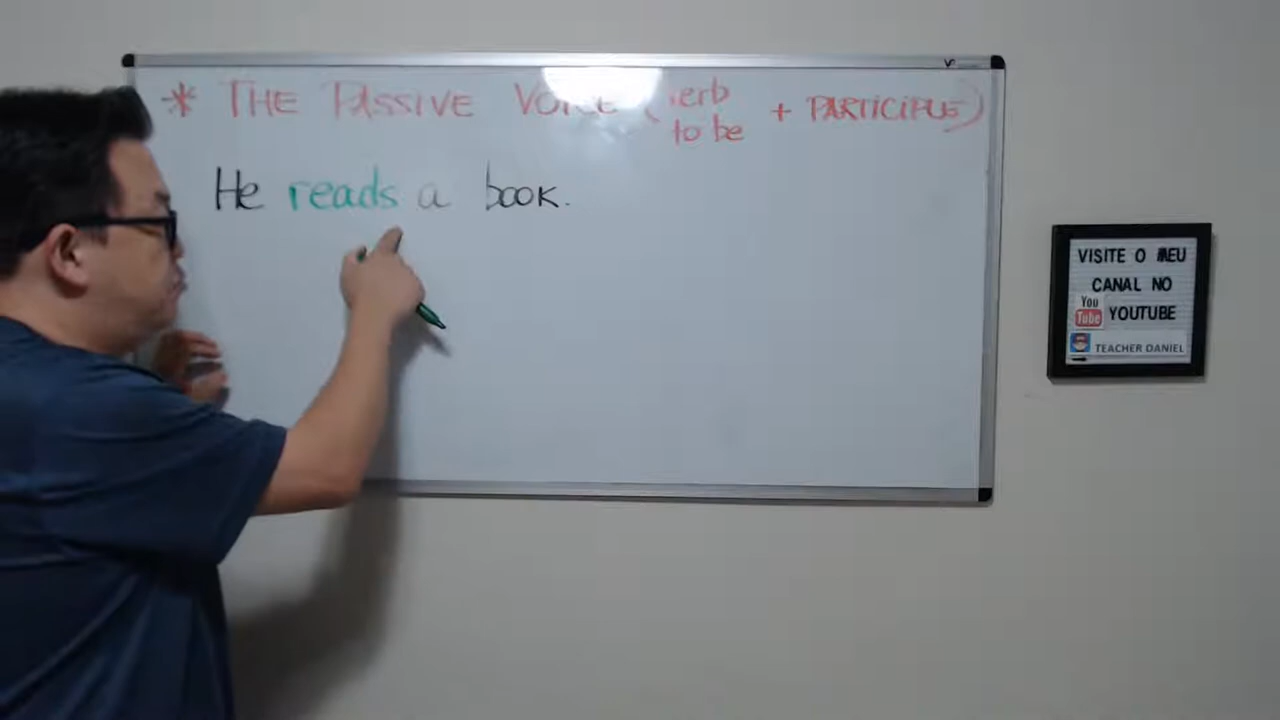 * THE PASSIVE VOICE (verb to be + PARTICIPLE)
He reads a book.
VISITE O MEU
CANAL NO
You Tube YOUTUBE
TEACHER DANIEL